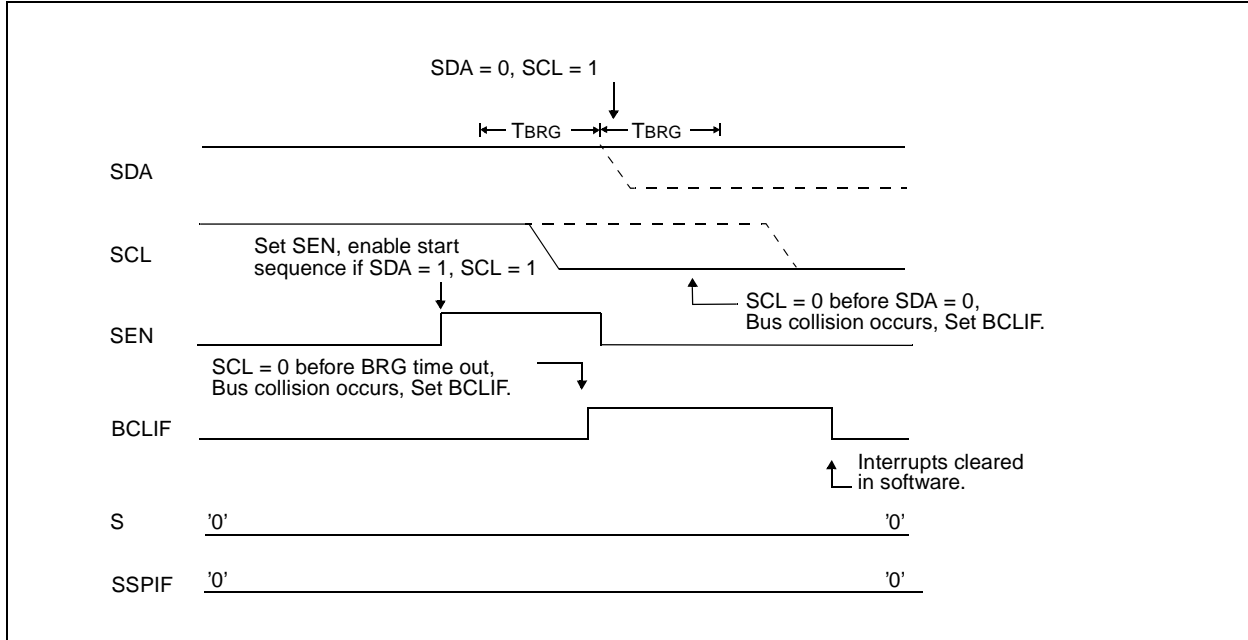 SDA = 0, SCL = 1
TBRG TBRG
SDA
SCL
Set SEN, enable start
sequence if SDA = 1, SCL = 1
SCL = 0 before SDA = 0,
Bus collision occurs, Set BCLIF.
SEN
SCL = 0 before BRG time out,
Bus collision occurs, Set BCLIF.
BCLIF
Interrupts cleared
in software.
S '0' '0'
SSPIF '0' '0'